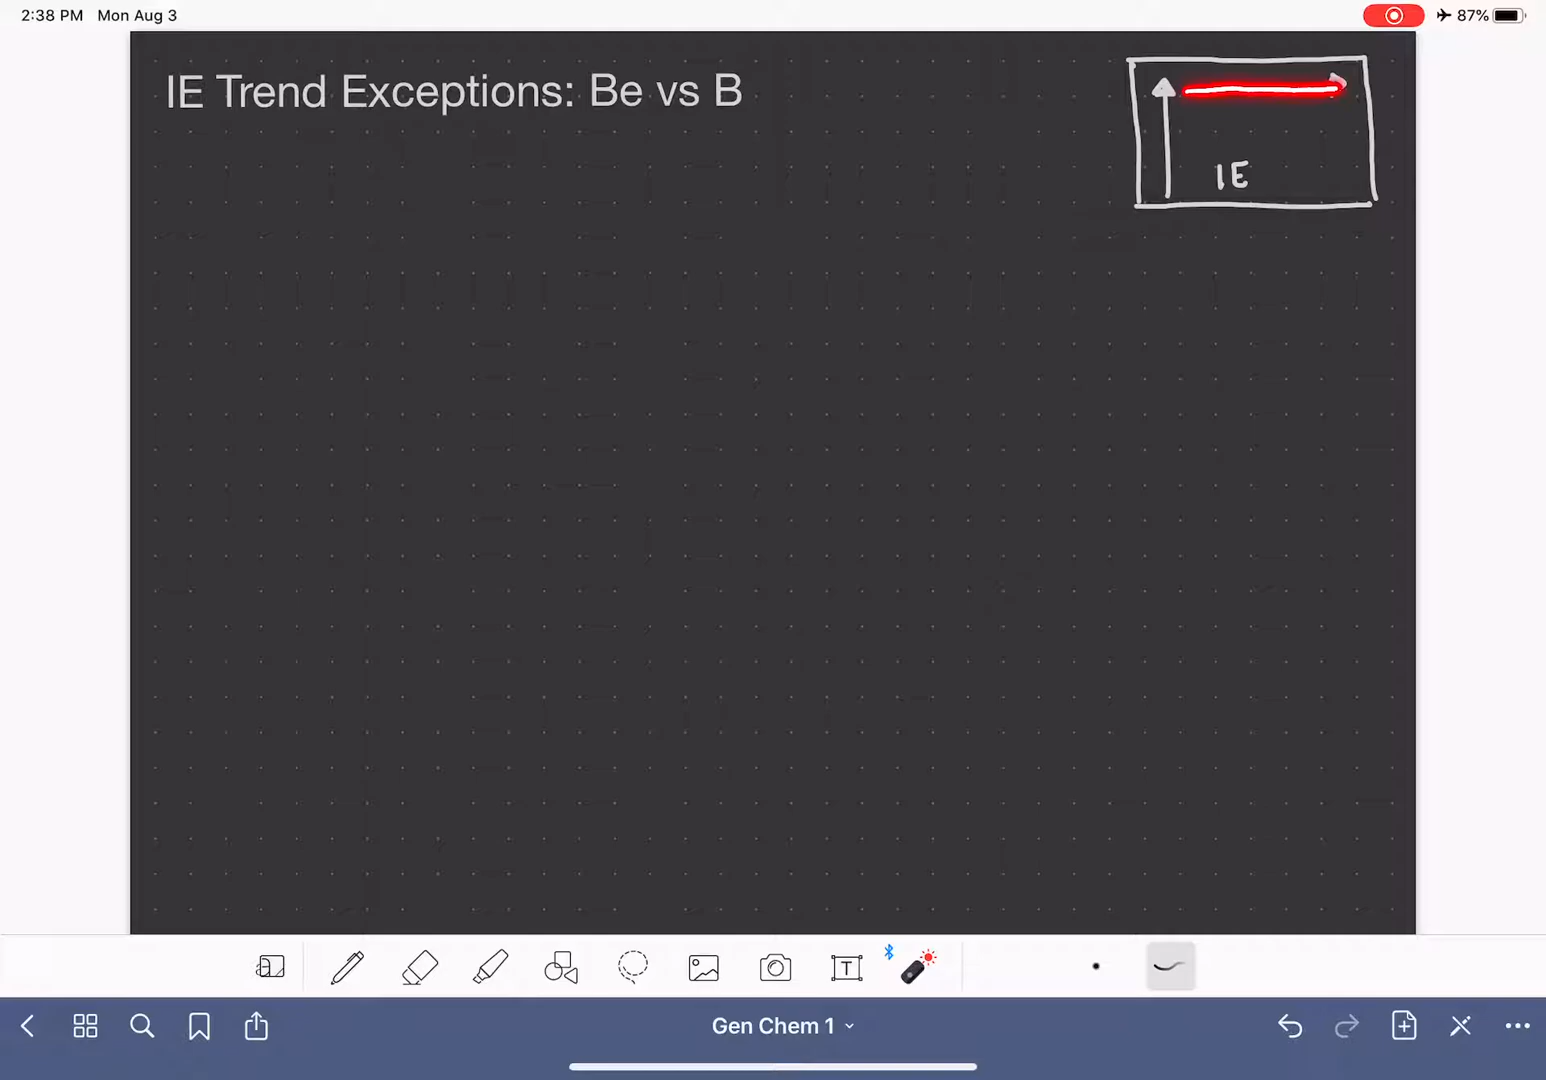 2:38 PM Mon Aug 3
87%
IE Trend Exceptions: Be vs B
IE
T
Gen Chem 1